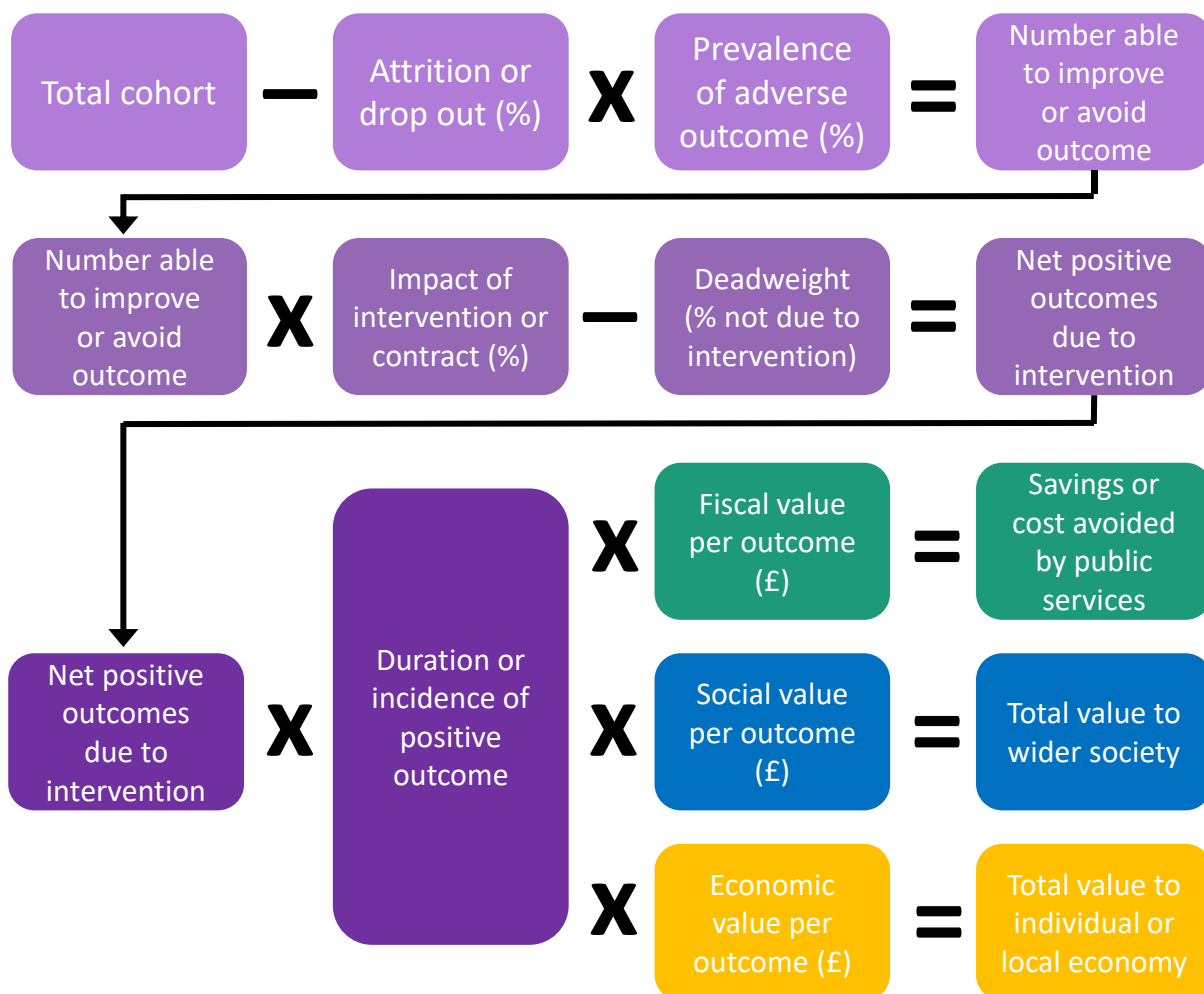 Total cohort
–
Attrition or
drop out (%)
X
Prevalence
of adverse
outcome (%)
=
Number able
to improve
or avoid
outcome
Number able
to improve
or avoid
outcome
X
Impact of
intervention or
contract (%)
–
Deadweight
(% not due to
intervention)
=
Net positive
outcomes
due to
intervention
Net positive
outcomes
due to
intervention
X
Duration or
incidence of
positive
outcome
X
Fiscal value
per outcome
(£)
=
Savings or
cost avoided
by public
services
X
Social value
per outcome
(£)
=
Total value to
wider society
X
Economic
value per
outcome (£)
=
Total value to
individual or
local economy